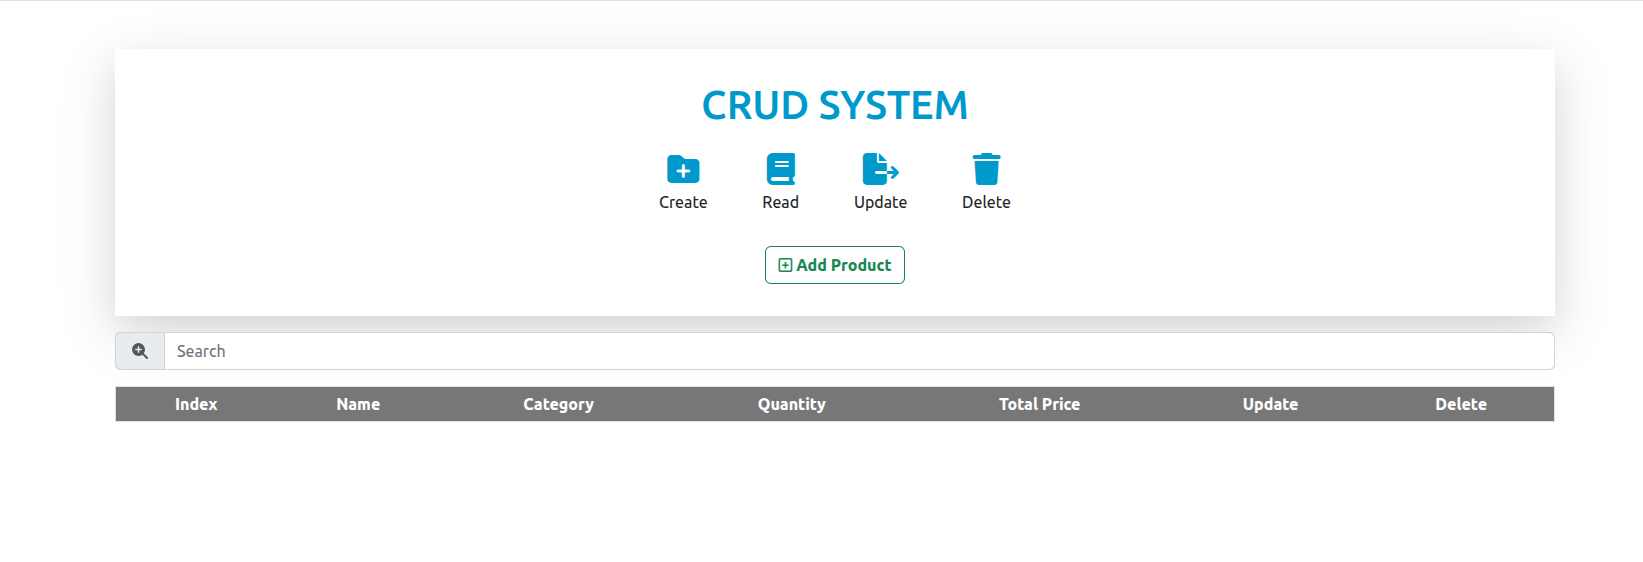 CRUD SYSTEM
Create Read Update Delete
Add Product
Search
Index Name Category Quantity Total Price Update Delete